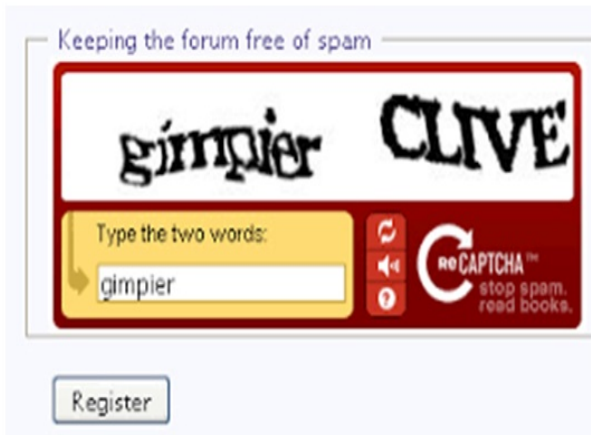 Keeping the forum free of spam
gimpier CLIVE
Type the two words:
gimpier
reCAPTCHA™
stop spam.
read books.
Register